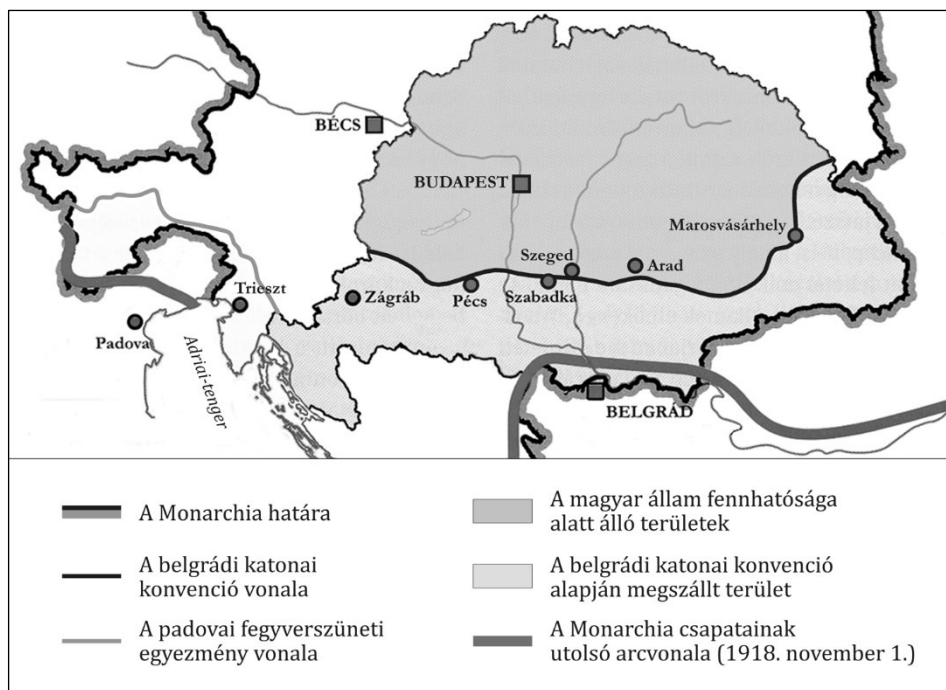 BÉCS
BUDAPEST
Marosvásárhely
Szeged
Arad
Trieszt
Zágráb
Pécs
Szabadka
Padova
Adriai-tenger
BELGRÁD
A Monarchia határa
A belgrádi katonai
konvenció vonala
A padovai fegyverszüneti
egyezmény vonala
A magyar állam fennhatósága
alatt álló területek
A belgrádi katonai konvenció
alapján megszállt terület
A Monarchia csapatainak
utolsó arcvonala (1918. november 1.)